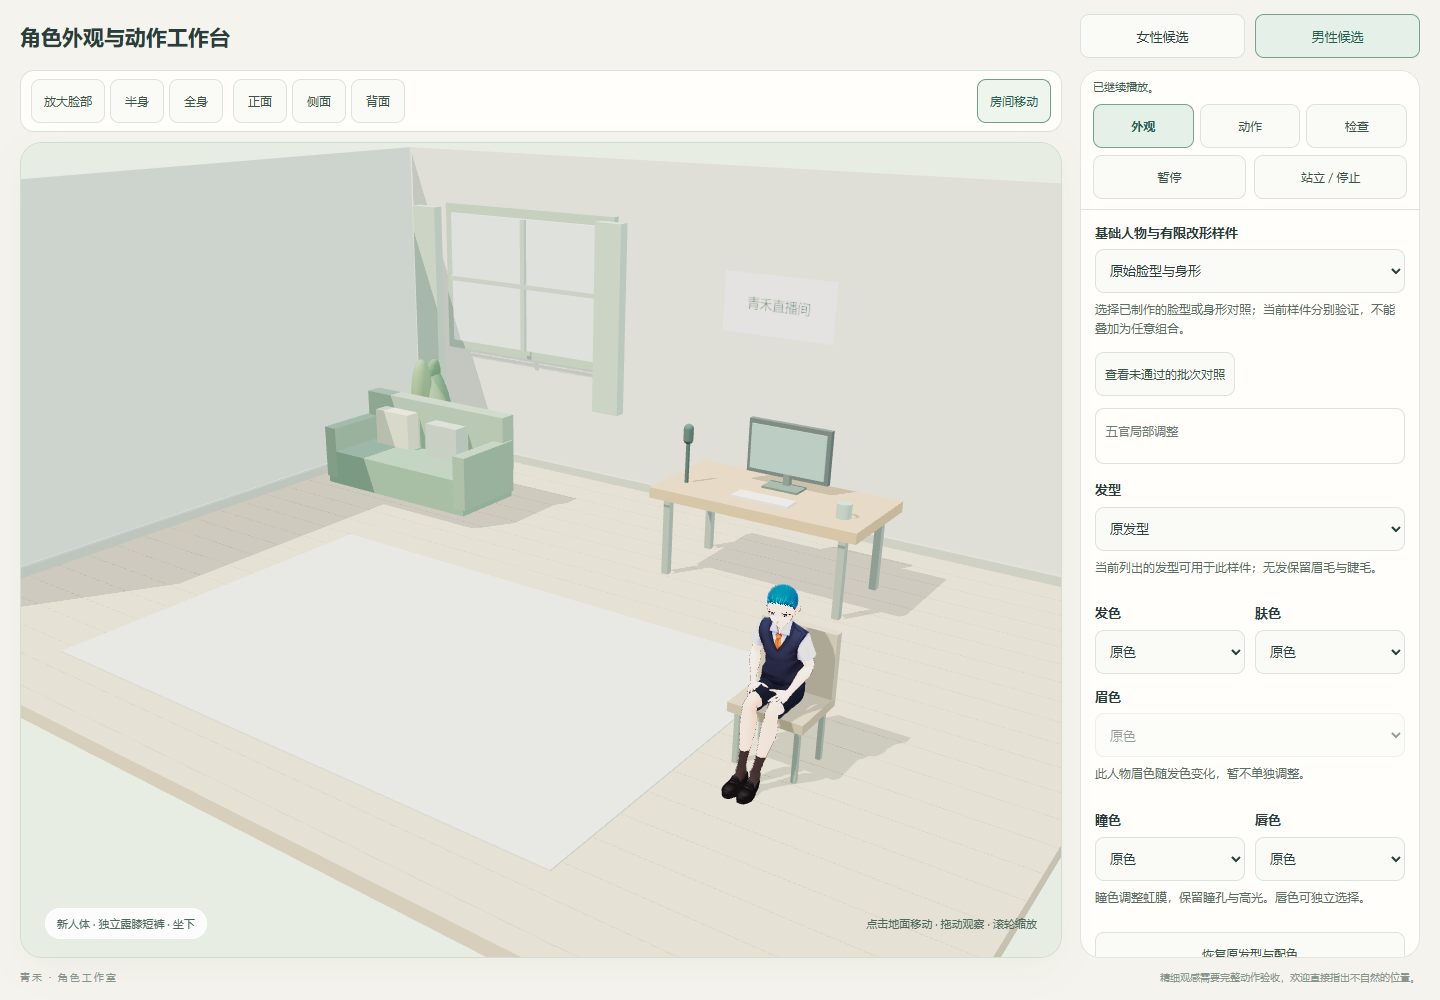 角色外观与动作工作台
女性候选
男性候选
放大脸部
半身
全身
正面
侧面
背面
房间移动
已继续播放。
外观
动作
检查
暂停
站立 / 停止
青禾直播间
基础人物与有限改形样件
原始脸型与身形
选择已制作的脸型或身形对照；当前样件分别验证，不能
叠加为任意组合。
查看未通过的批次对照
五官局部调整
发型
原发型
当前列出的发型可用于此样件；无发保留眉毛与睫毛。
发色
肤色
原色
原色
眉色
原色
此人物眉色随发色变化，暂不单独调整。
瞳色
唇色
原色
原色
瞳色调整虹膜，保留瞳孔与高光。唇色可独立选择。
恢复原发型与配色
新人体 · 独立露膝短裤 · 坐下
点击地面移动 · 拖动观察 · 滚轮缩放
青禾 · 角色工作室
精细观感需要完整动作验收，欢迎直接指出不自然的位置。